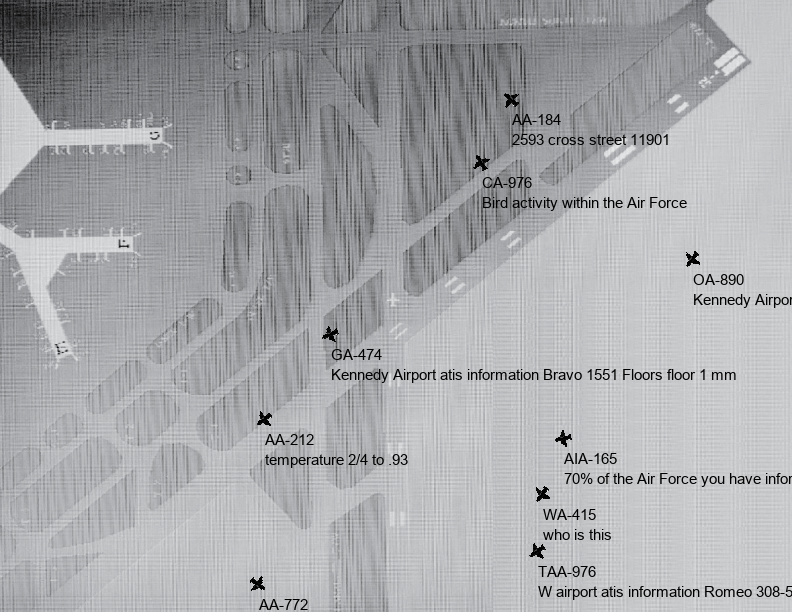 AA-184
2593 cross street 11901
CA-976
Bird activity within the Air Force
OA-890
Kennedy Airpor
GA-474
Kennedy Airport atis information Bravo 1551 Floors floor 1 mm
AA-212
temperature 2/4 to .93
AIA-165
70% of the Air Force you have infor
WA-415
who is this
TAA-976
W airport atis information Romeo 308-5
AA-772